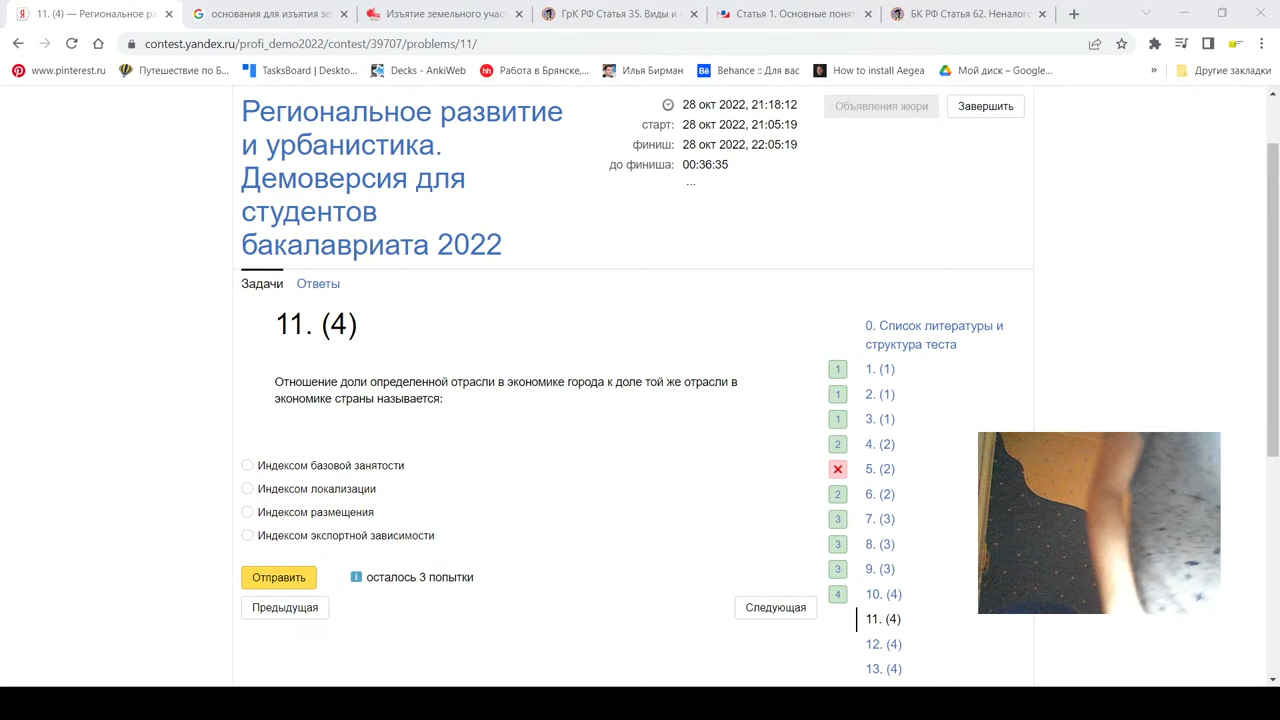 11. (4) — Региональное ра
основания для изъятия зе
Изъятие земельного учас
ГрК РФ Статья 35. Виды и
Статья 1. Основные понят
БК РФ Статья 62. Неналого
contest.yandex.ru/profi_demo2022/contest/39707/problems/11/
www.pinterest.ru
Путешествие по Б...
TasksBoard | Deskto...
Decks - AnkiWeb
Работа в Брянске,...
Илья Бирман
Behance :: Для вас
How to install Aegea
Мой диск – Google...
»
Другие закладки
Региональное развитие
и урбанистика.
Демоверсия для
студентов
бакалавриата 2022
28 окт 2022, 21:18:12
старт: 28 окт 2022, 21:05:19
финиш: 28 окт 2022, 22:05:19
до финиша: 00:36:35
...
Объявления жюри
Завершить
Задачи Ответы
11. (4)
Отношение доли определенной отрасли в экономике города к доле той же отрасли в
экономике страны называется:
Индексом базовой занятости
Индексом локализации
Индексом размещения
Индексом экспортной зависимости
Отправить
осталось 3 попытки
Предыдущая
Следующая
0. Список литературы и
структура теста
1 1. (1)
1 2. (1)
1 3. (1)
2 4. (2)
5. (2)
2 6. (2)
3 7. (3)
3 8. (3)
3 9. (3)
4 10. (4)
11. (4)
12. (4)
13. (4)